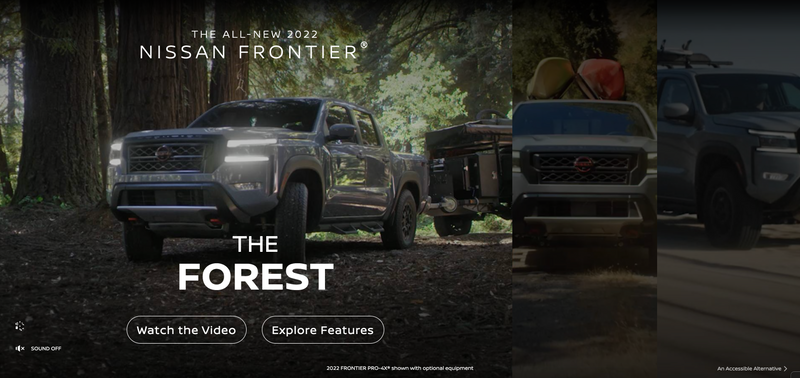 THE ALL-NEW 2022
NISSAN FRONTIER®
THE
FOREST
Watch the Video
Explore Features
SOUND OFF
2022 FRONTIER PRO-4X® shown with optional equipment
An Accessible Alternative >